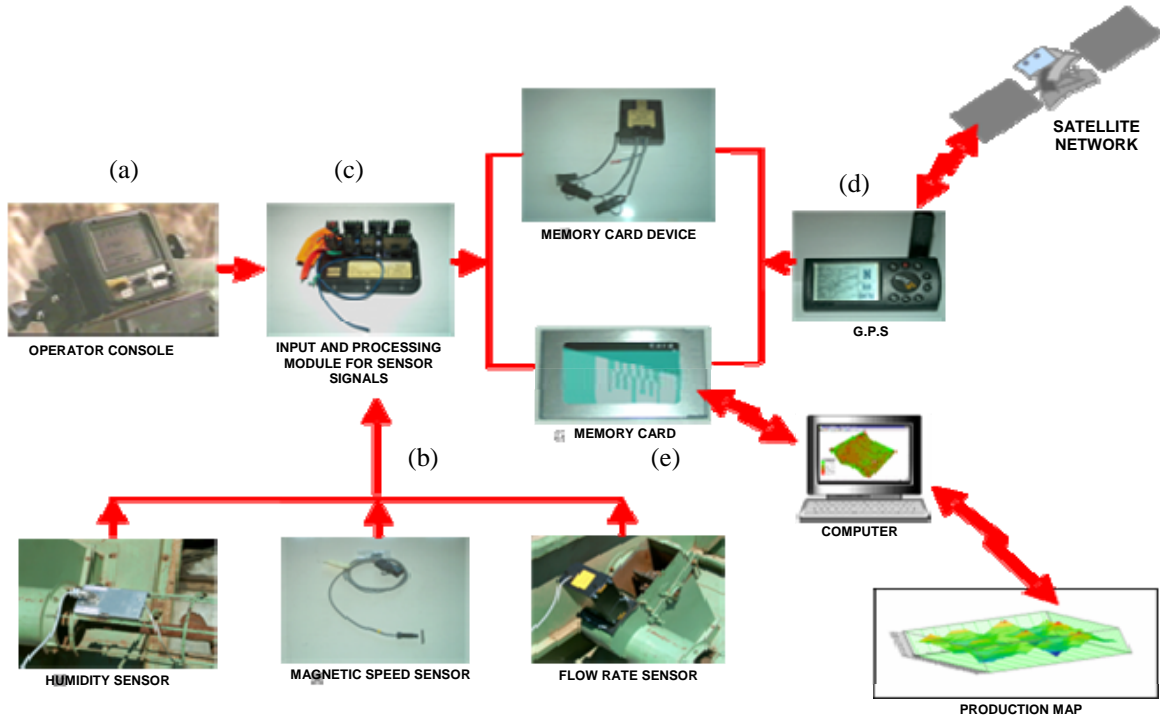 SATELLITE
NETWORK
(a)
(c)
(d)
MEMORY CARD DEVICE
OPERATOR CONSOLE
INPUT AND PROCESSING
MODULE FOR SENSOR
SIGNALS
G.P.S
MEMORY CARD
(b)
(e)
COMPUTER
HUMIDITY SENSOR
MAGNETIC SPEED SENSOR
FLOW RATE SENSOR
PRODUCTION MAP